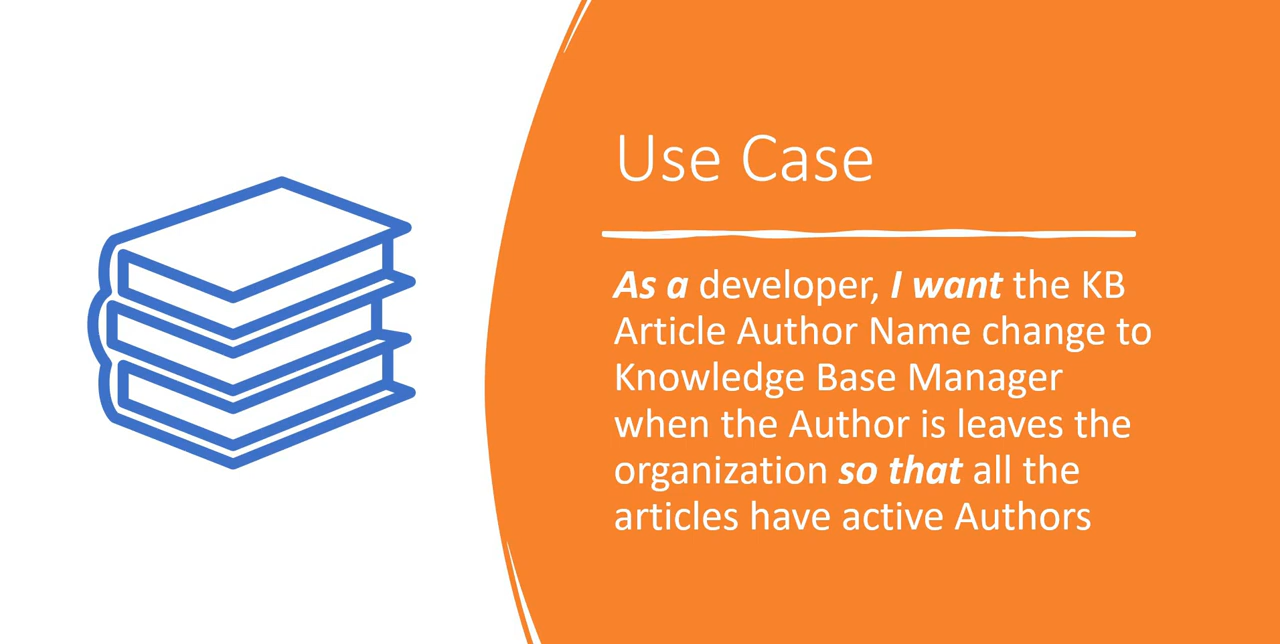 Use Case
As a developer, I want the KB
Article Author Name change to
Knowledge Base Manager
when the Author is leaves the
organization so that all the
articles have active Authors